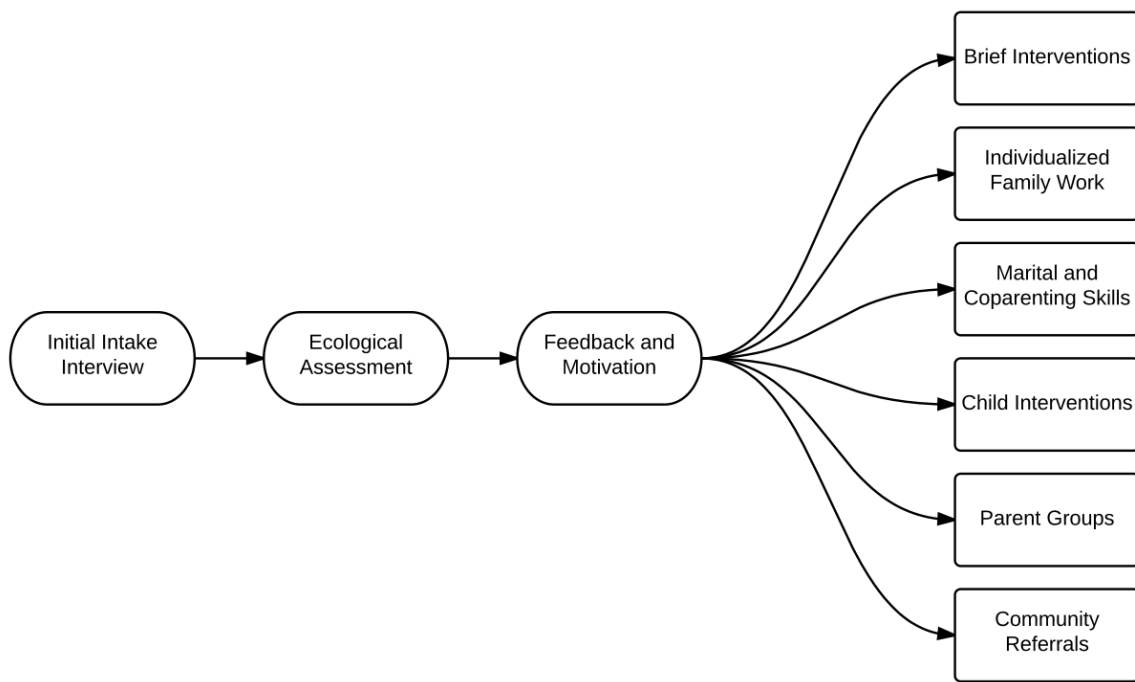 Initial Intake
Interview
Ecological
Assessment
Feedback and
Motivation
Brief Interventions
Individualized
Family Work
Marital and
Coparenting Skills
Child Interventions
Parent Groups
Community
Referrals